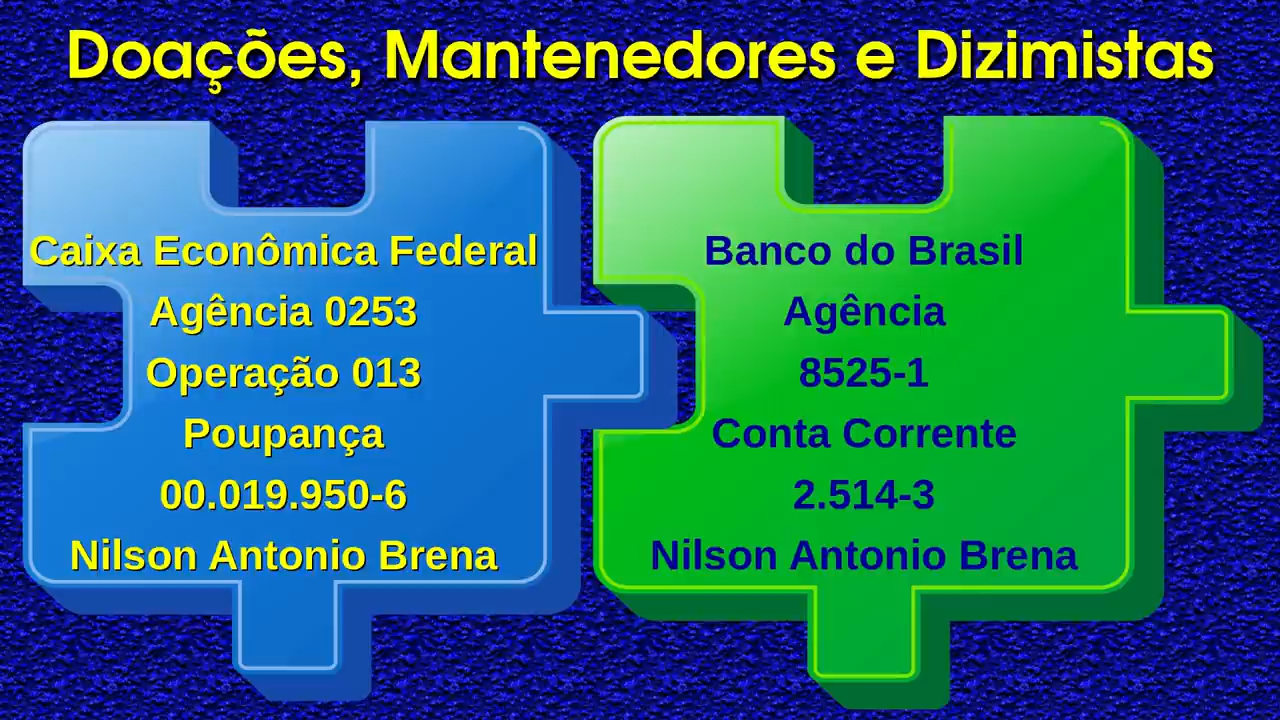 Doações, Mantenedores e Dizimistas
Caixa Econômica Federal
Agência 0253
Operação 013
Poupança
00.019.950-6
Nilson Antonio Brena
Banco do Brasil
Agência
8525-1
Conta Corrente
2.514-3
Nilson Antonio Brena